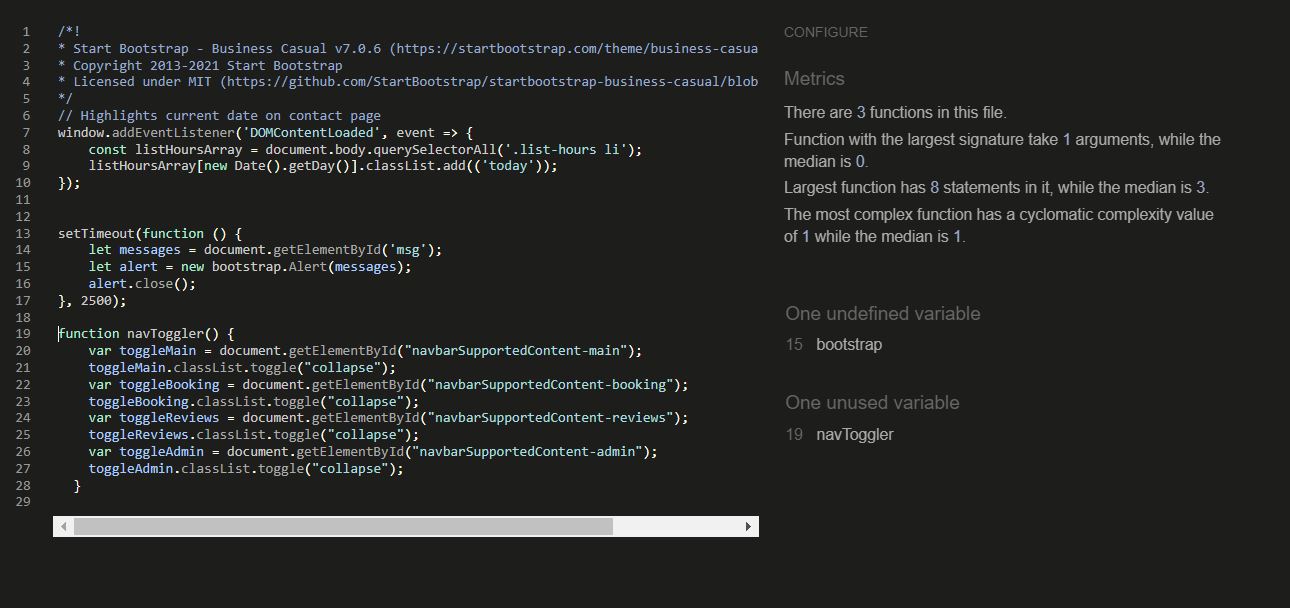 1 /*!
2 * Start Bootstrap - Business Casual v7.0.6 (https://startbootstrap.com/theme/business-casua
3 * Copyright 2013-2021 Start Bootstrap
4 * Licensed under MIT (https://github.com/StartBootstrap/startbootstrap-business-casual/blob
5 */
6 // Highlights current date on contact page
7 window.addEventListener('DOMContentLoaded', event => {
8     const listHoursArray = document.body.querySelectorAll('.list-hours li');
9     listHoursArray[new Date().getDay()].classList.add(('today'));
10 });
11
12
13 setTimeout(function () {
14     let messages = document.getElementById('msg');
15     let alert = new bootstrap.Alert(messages);
16     alert.close();
17 }, 2500);
18
19 function navToggler() {
20     var toggleMain = document.getElementById("navbarSupportedContent-main");
21     toggleMain.classList.toggle("collapse");
22     var toggleBooking = document.getElementById("navbarSupportedContent-booking");
23     toggleBooking.classList.toggle("collapse");
24     var toggleReviews = document.getElementById("navbarSupportedContent-reviews");
25     toggleReviews.classList.toggle("collapse");
26     var toggleAdmin = document.getElementById("navbarSupportedContent-admin");
27     toggleAdmin.classList.toggle("collapse");
28   }
29
CONFIGURE
Metrics
There are 3 functions in this file.
Function with the largest signature take 1 arguments, while the
median is 0.
Largest function has 8 statements in it, while the median is 3.
The most complex function has a cyclomatic complexity value
of 1 while the median is 1.
One undefined variable
15 bootstrap
One unused variable
19 navToggler